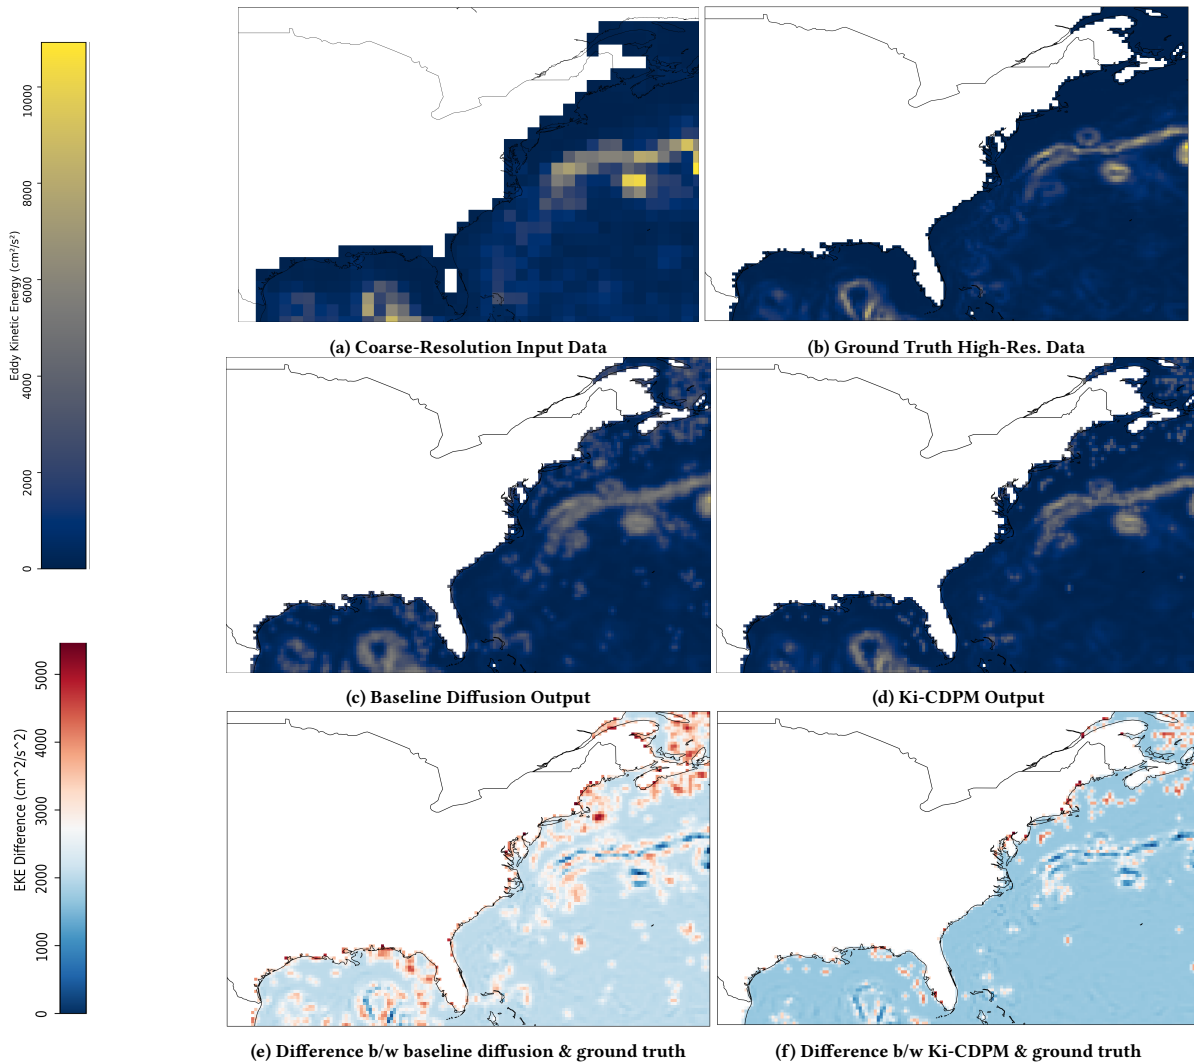 Eddy Kinetic Energy (cm²/s²)
10000
8000
6000
4000
2000
0
(a) Coarse-Resolution Input Data
(b) Ground Truth High-Res. Data
(c) Baseline Diffusion Output
(d) Ki-CDPM Output
EKE Difference (cm^2/s^2)
5000
4000
3000
2000
1000
0
(e) Difference b/w baseline diffusion & ground truth
(f) Difference b/w Ki-CDPM & ground truth